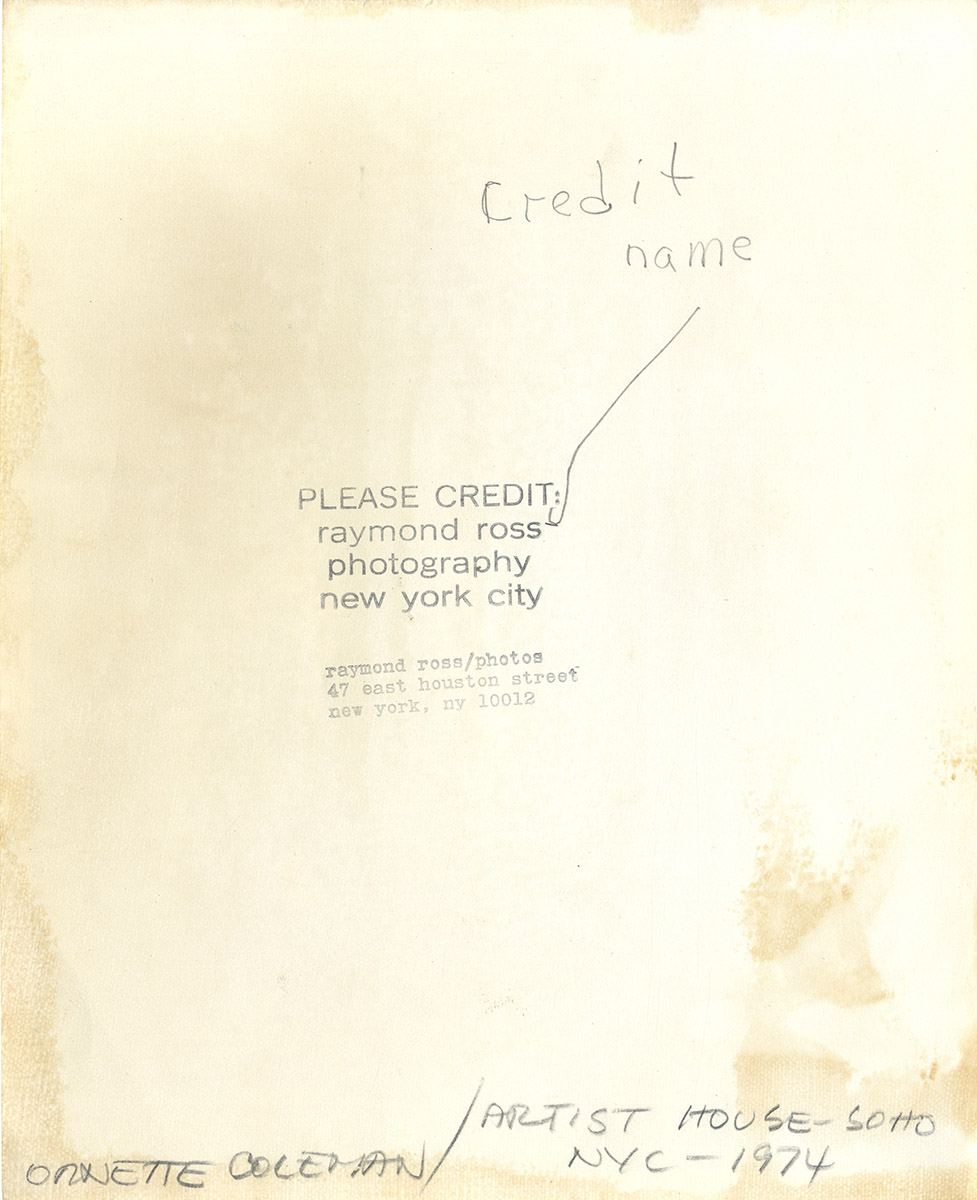 Credit
name
PLEASE CREDIT:
raymond ross
photography
new york city
raymond ross/photos
47 east houston street
new york, ny 10012
ORNETTE COLEMAN / ARTIST HOUSE - SOHO
NYC - 1974